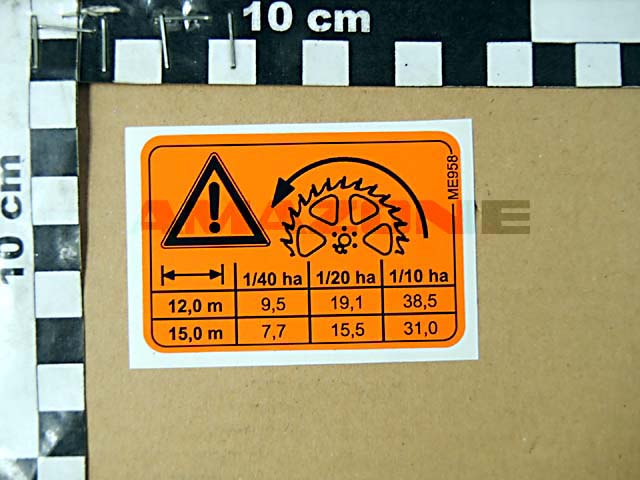 10 cm
10 cm
ME958
AMAZONE
1/40 ha 1/20 ha 1/10 ha
12,0 m 9,5 19,1 38,5
15,0 m 7,7 15,5 31,0